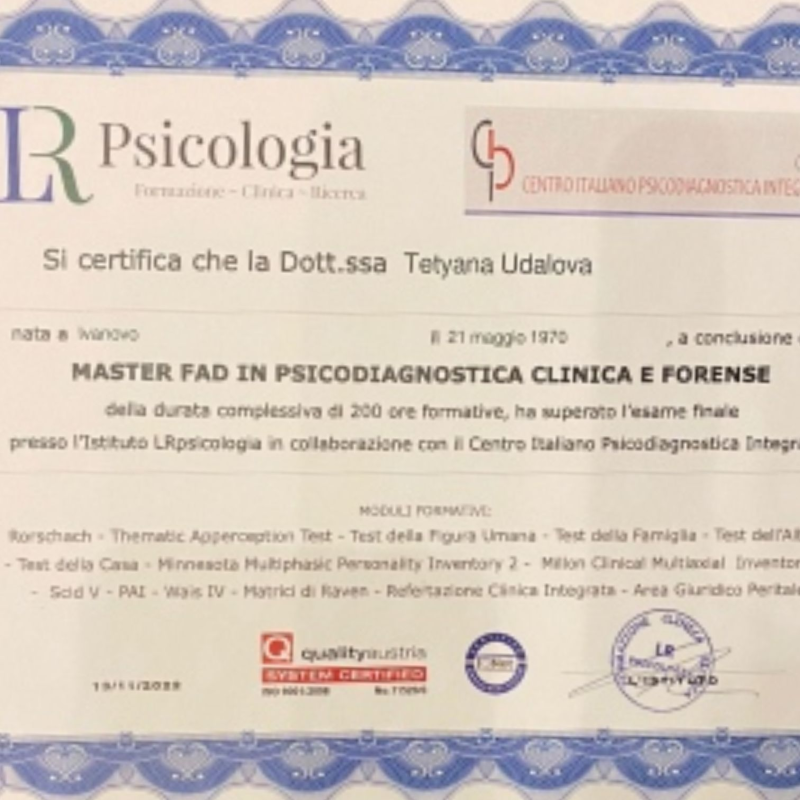 LR Psicologia
Formazione - Clinica - Ricerca
CENTRO ITALIANO PSICODIAGNOSTICA INTEG
Si certifica che la Dott.ssa Tetyana Udalova
nata a Ivanovo il 21 maggio 1970 , a conclusione
MASTER FAD IN PSICODIAGNOSTICA CLINICA E FORENSE
della durata complessiva di 200 ore formative, ha superato l'esame finale
presso l'Istituto LRpsicologia in collaborazione con il Centro Italiano Psicodiagnostica Integr
MODULI FORMATIVI:
Rorschach - Thematic Apperception Test - Test della Figura Umana - Test della Famiglia - Test dell'Al
- Test della Casa - Minnesota Multiphasic Personality Inventory 2 - Millon Clinical Multiaxial Inventor
- Scid V - PAI - Wais IV - Matrici di Raven - Refertazione Clinica Integrata - Area Giuridico Peritale
qualityaustria
SYSTEM CERTIFIED
LR
L'ISTITUTO